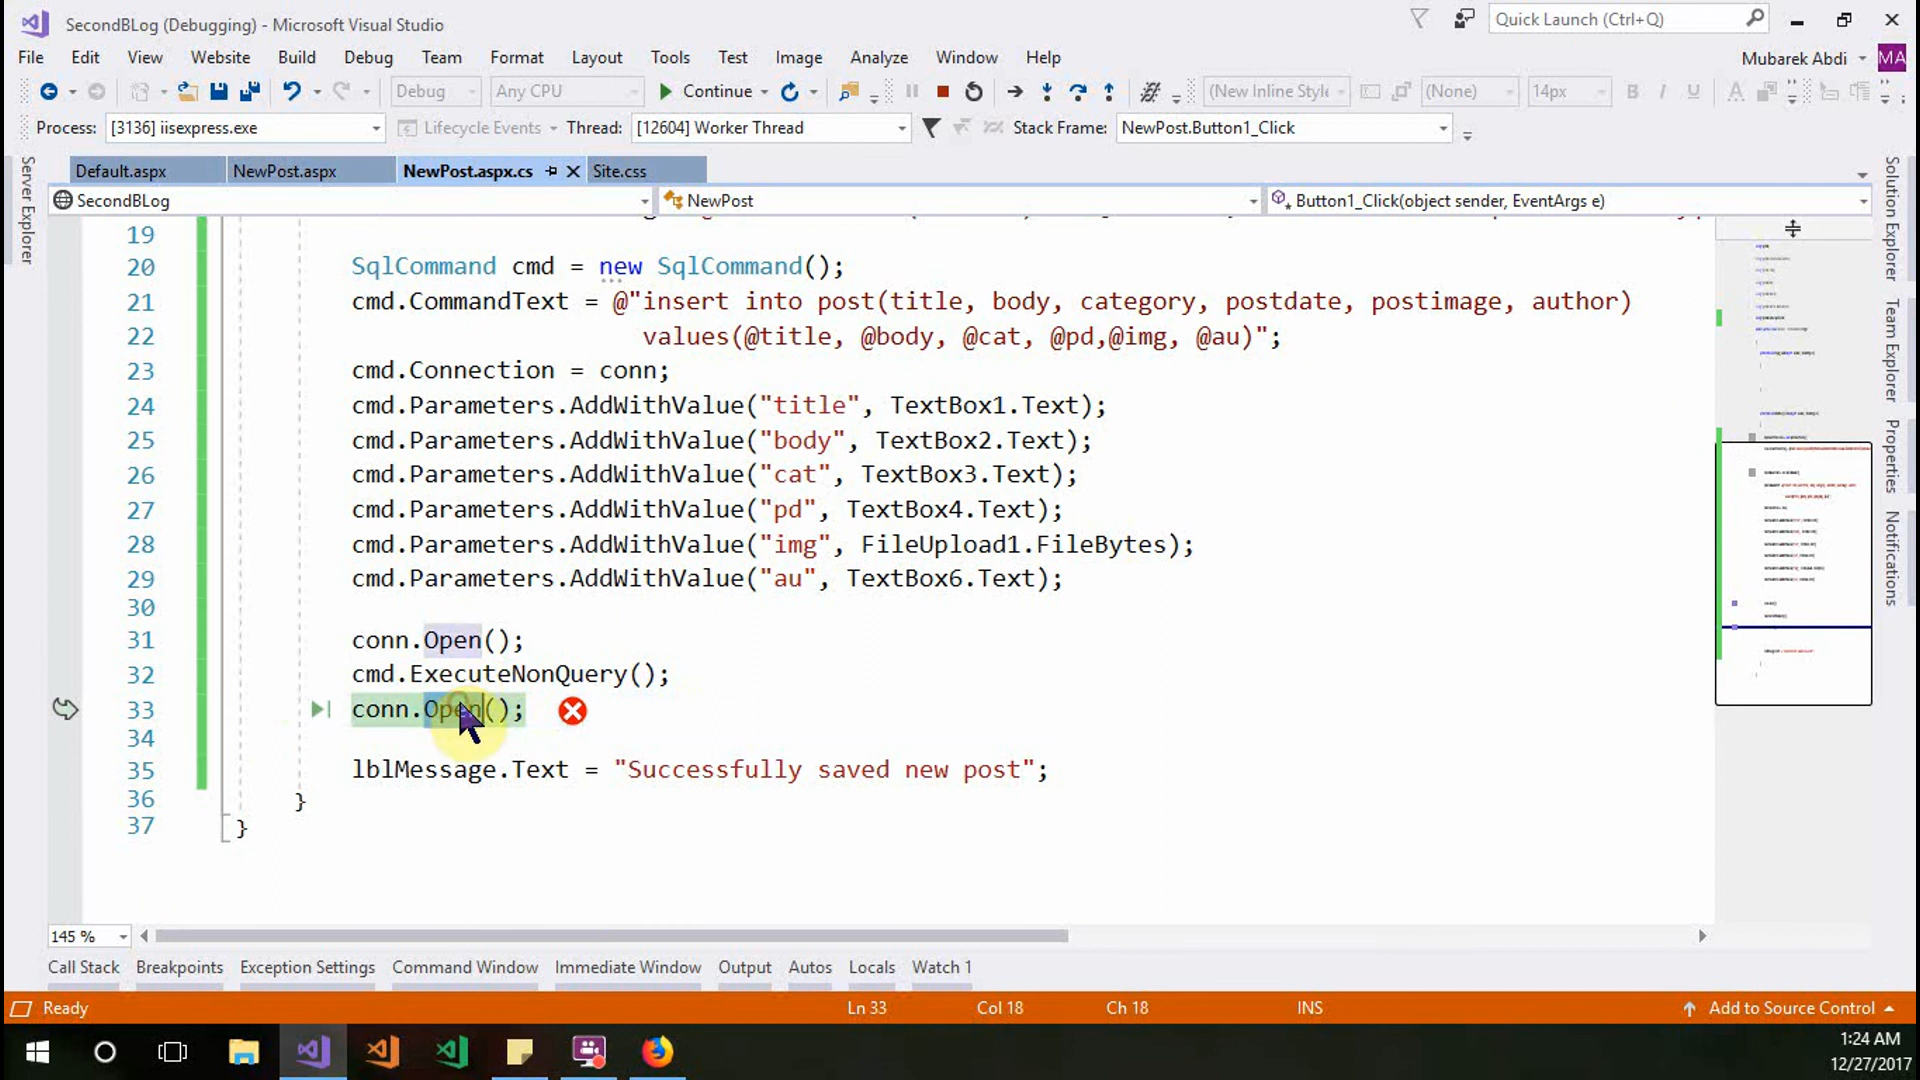 SecondBLog (Debugging) - Microsoft Visual Studio
Quick Launch (Ctrl+Q)
File Edit View Website Build Debug Team Format Layout Tools Test Image Analyze Window Help
Mubarek Abdi MA
Debug Any CPU Continue (New Inline Style (None) 14px B I U A
Process: [3136] iisexpress.exe Lifecycle Events Thread: [12604] Worker Thread Stack Frame: NewPost.Button1_Click
Server Explorer
Default.aspx NewPost.aspx NewPost.aspx.cs Site.css
SecondBLog NewPost Button1_Click(object sender, EventArgs e)
19
20 SqlCommand cmd = new SqlCommand();
21 cmd.CommandText = @"insert into post(title, body, category, postdate, postimage, author)
22 values(@title, @body, @cat, @pd,@img, @au)";
23 cmd.Connection = conn;
24 cmd.Parameters.AddWithValue("title", TextBox1.Text);
25 cmd.Parameters.AddWithValue("body", TextBox2.Text);
26 cmd.Parameters.AddWithValue("cat", TextBox3.Text);
27 cmd.Parameters.AddWithValue("pd", TextBox4.Text);
28 cmd.Parameters.AddWithValue("img", FileUpload1.FileBytes);
29 cmd.Parameters.AddWithValue("au", TextBox6.Text);
30
31 conn.Open();
32 cmd.ExecuteNonQuery();
33 conn.Open();
34
35 lblMessage.Text = "Successfully saved new post";
36 }
37 }
Solution Explorer
Team Explorer
Properties
Notifications
145 %
Call Stack Breakpoints Exception Settings Command Window Immediate Window Output Autos Locals Watch 1
Ready Ln 33 Col 18 Ch 18 INS Add to Source Control
1:24 AM
12/27/2017